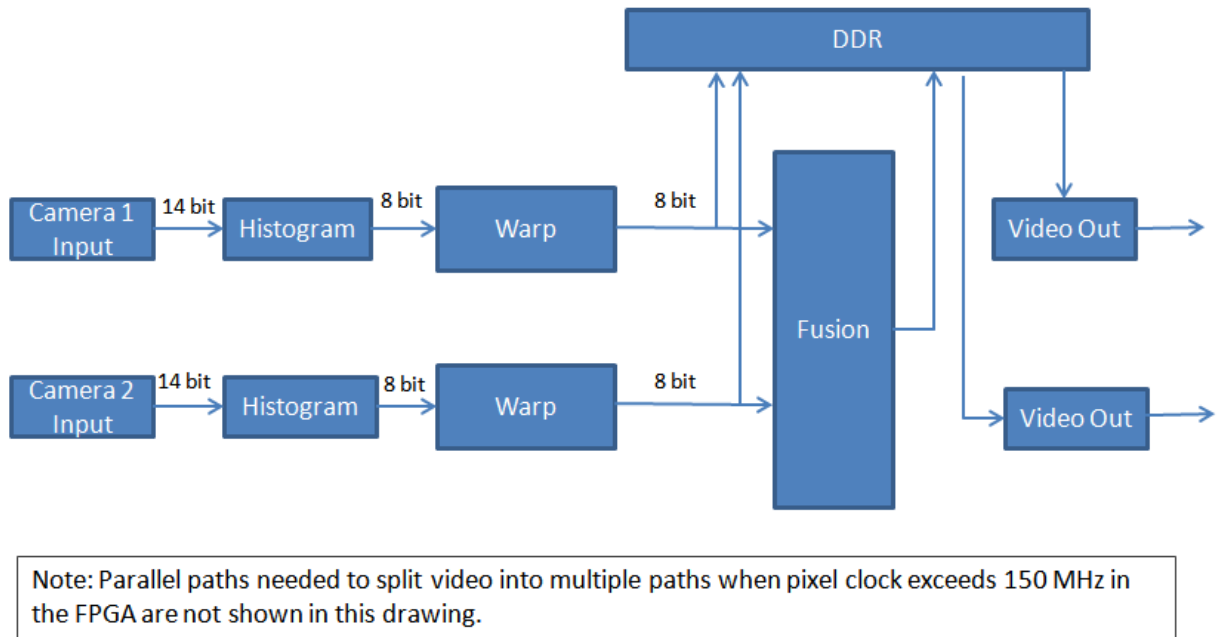 DDR
Camera 1
Input
14 bit
Histogram
8 bit
Warp
8 bit
Fusion
Video Out
Camera 2
Input
14 bit
Histogram
8 bit
Warp
8 bit
Video Out
Note: Parallel paths needed to split video into multiple paths when pixel clock exceeds 150 MHz in
the FPGA are not shown in this drawing.